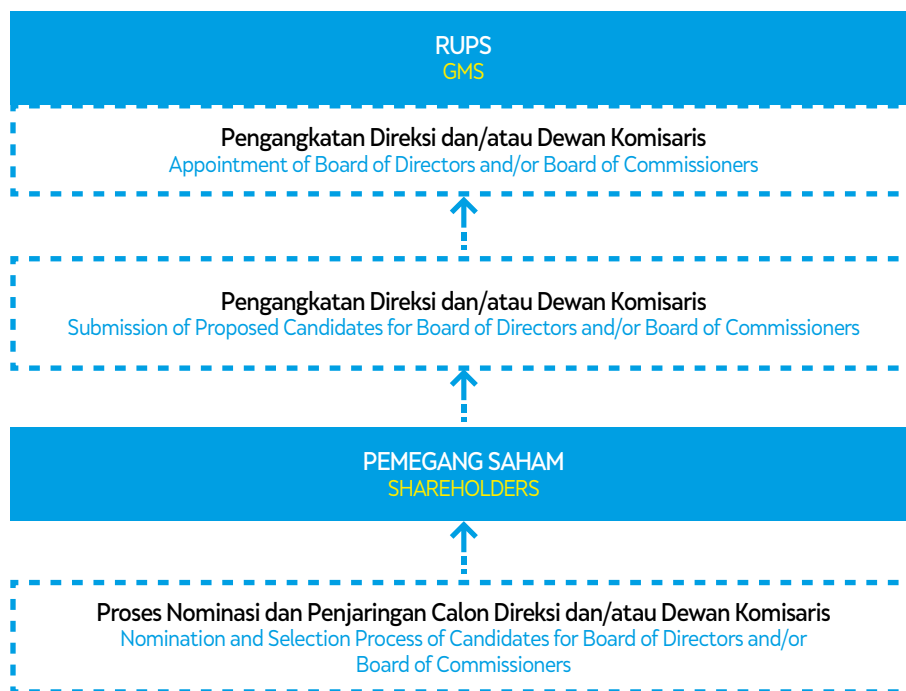 RUPS
GMS
Pengangkatan Direksi dan/atau Dewan Komisaris
Appointment of Board of Directors and/or Board of Commissioners
Pengangkatan Direksi dan/atau Dewan Komisaris
Submission of Proposed Candidates for Board of Directors and/or Board of Commissioners
PEMEGANG SAHAM
SHAREHOLDERS
Proses Nominasi dan Penjaringan Calon Direksi dan/atau Dewan Komisaris
Nomination and Selection Process of Candidates for Board of Directors and/or
Board of Commissioners